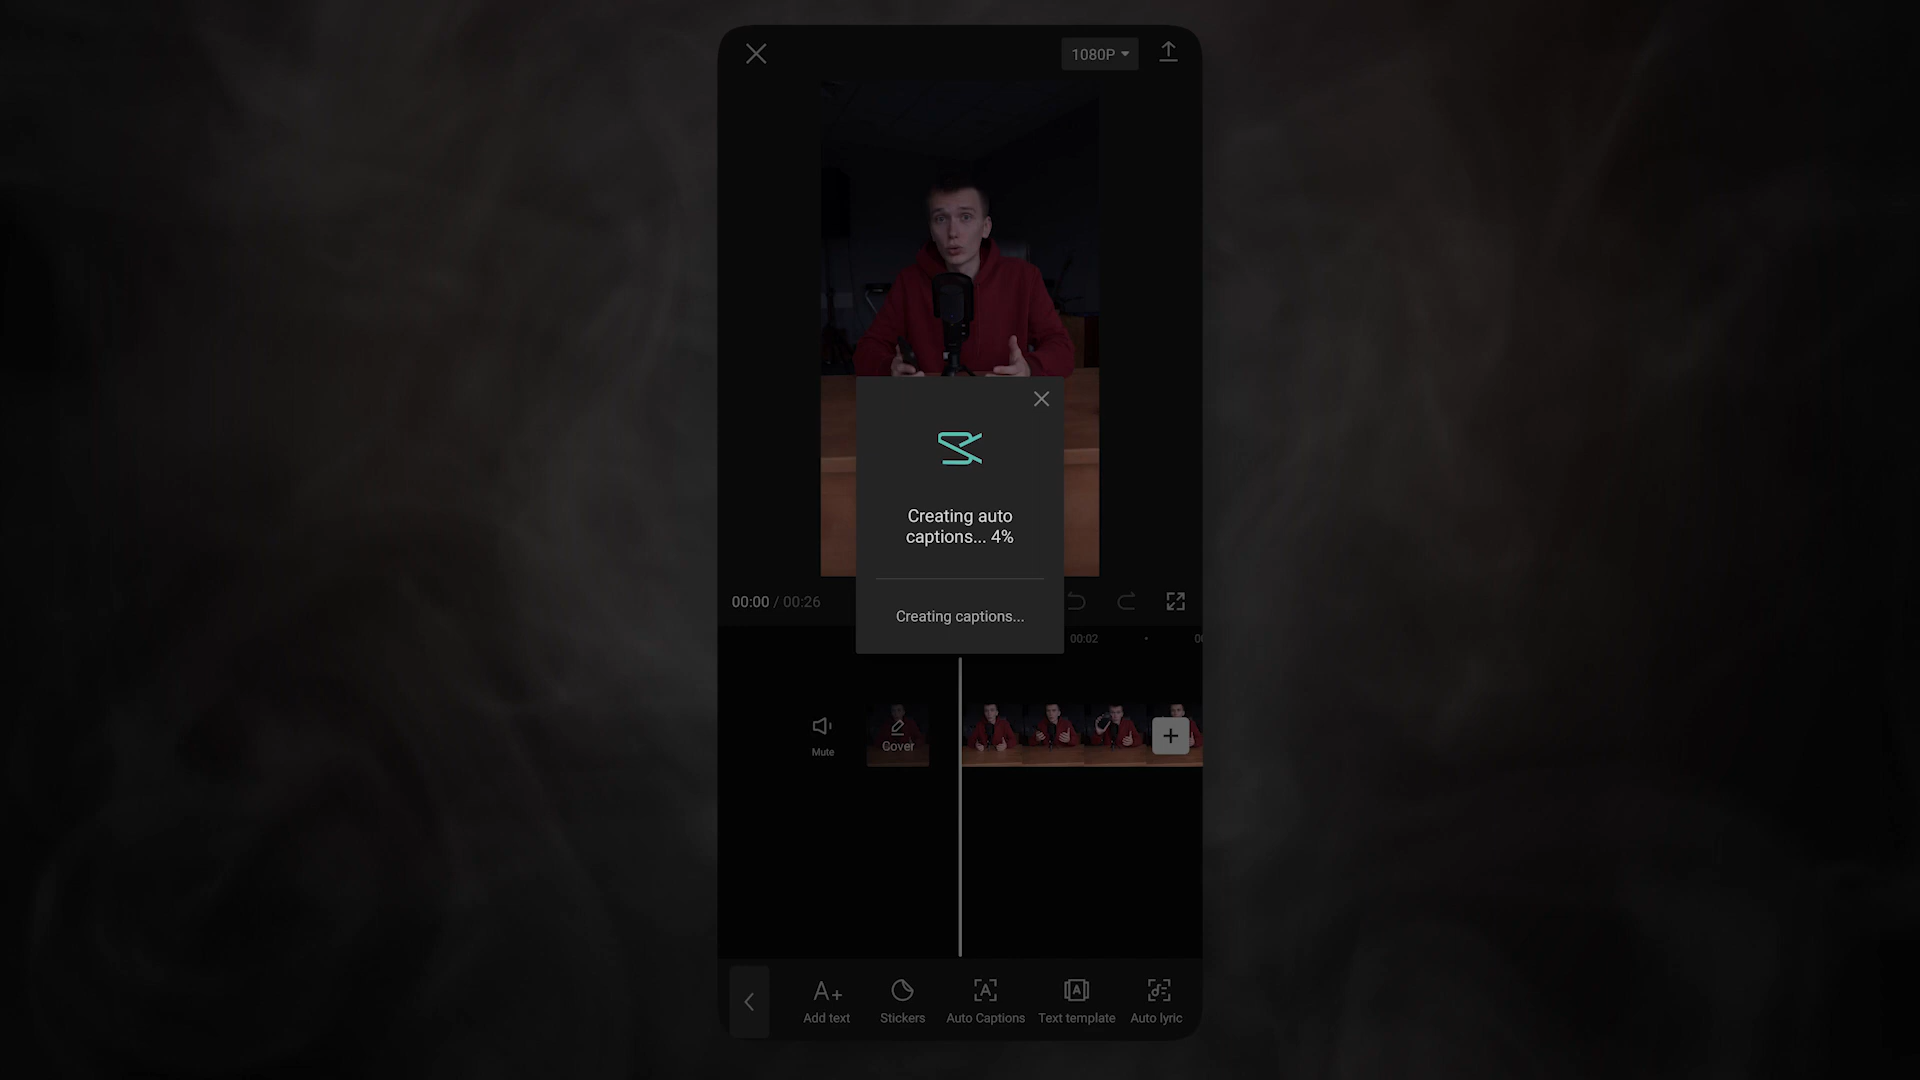 1080P
Creating auto
captions... 4%
Creating captions...
00:00 / 00:26
00:02
Mute
Cover
Add text
Stickers
Auto Captions
Text template
Auto lyric